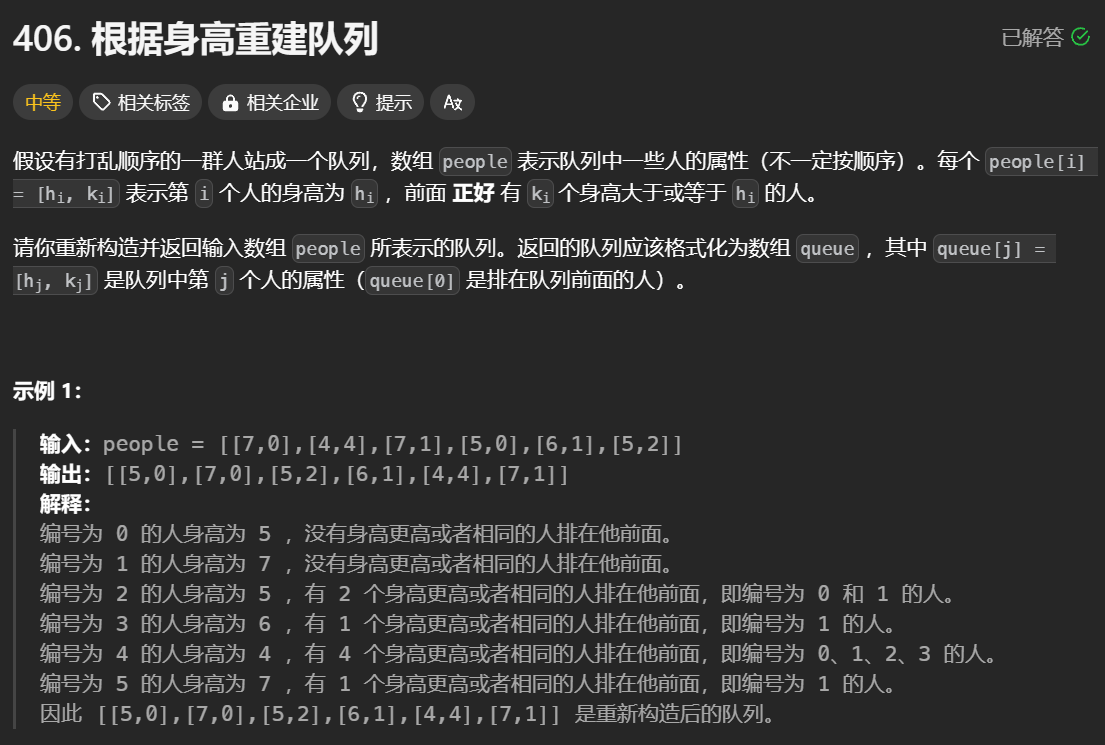 406. 根据身高重建队列
已解答
中等 相关标签 相关企业 提示 Ax
假设有打乱顺序的一群人站成一个队列，数组 people 表示队列中一些人的属性（不一定按顺序）。每个 people[i]
= [hi, ki] 表示第 i 个人的身高为 hi ，前面 正好 有 ki 个身高大于或等于 hi 的人。
请你重新构造并返回输入数组 people 所表示的队列。返回的队列应该格式化为数组 queue ，其中 queue[j] =
[hj, kj] 是队列中第 j 个人的属性（queue[0] 是排在队列前面的人）。
示例 1：
输入：people = [[7,0],[4,4],[7,1],[5,0],[6,1],[5,2]]
输出：[[5,0],[7,0],[5,2],[6,1],[4,4],[7,1]]
解释：
编号为 0 的人身高为 5 ，没有身高更高或者相同的人排在他前面。
编号为 1 的人身高为 7 ，没有身高更高或者相同的人排在他前面。
编号为 2 的人身高为 5 ，有 2 个身高更高或者相同的人排在他前面，即编号为 0 和 1 的人。
编号为 3 的人身高为 6 ，有 1 个身高更高或者相同的人排在他前面，即编号为 1 的人。
编号为 4 的人身高为 4 ，有 4 个身高更高或者相同的人排在他前面，即编号为 0、1、2、3 的人。
编号为 5 的人身高为 7 ，有 1 个身高更高或者相同的人排在他前面，即编号为 1 的人。
因此 [[5,0],[7,0],[5,2],[6,1],[4,4],[7,1]] 是重新构造后的队列。